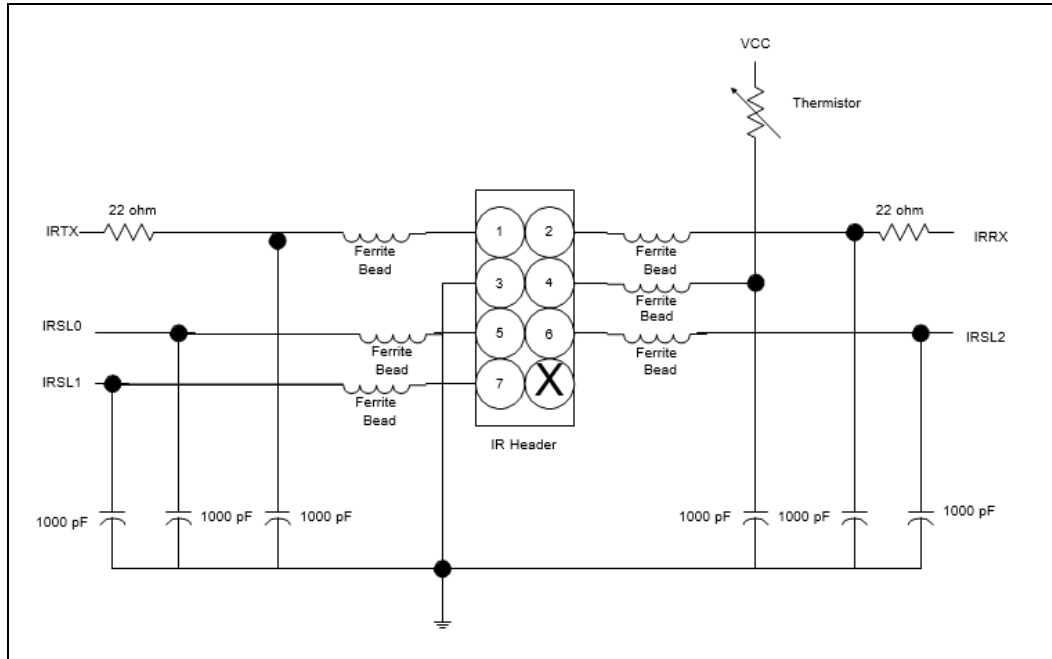 VCC
Thermistor
22 ohm
22 ohm
IRTX
1
2
IRRX
Ferrite
Bead
Ferrite
Bead
3
4
Ferrite
Bead
IRSL0
5
6
IRSL2
Ferrite
Bead
Ferrite
Bead
IRSL1
7
X
Ferrite
Bead
IR Header
1000 pF
1000 pF
1000 pF
1000 pF
1000 pF
1000 pF